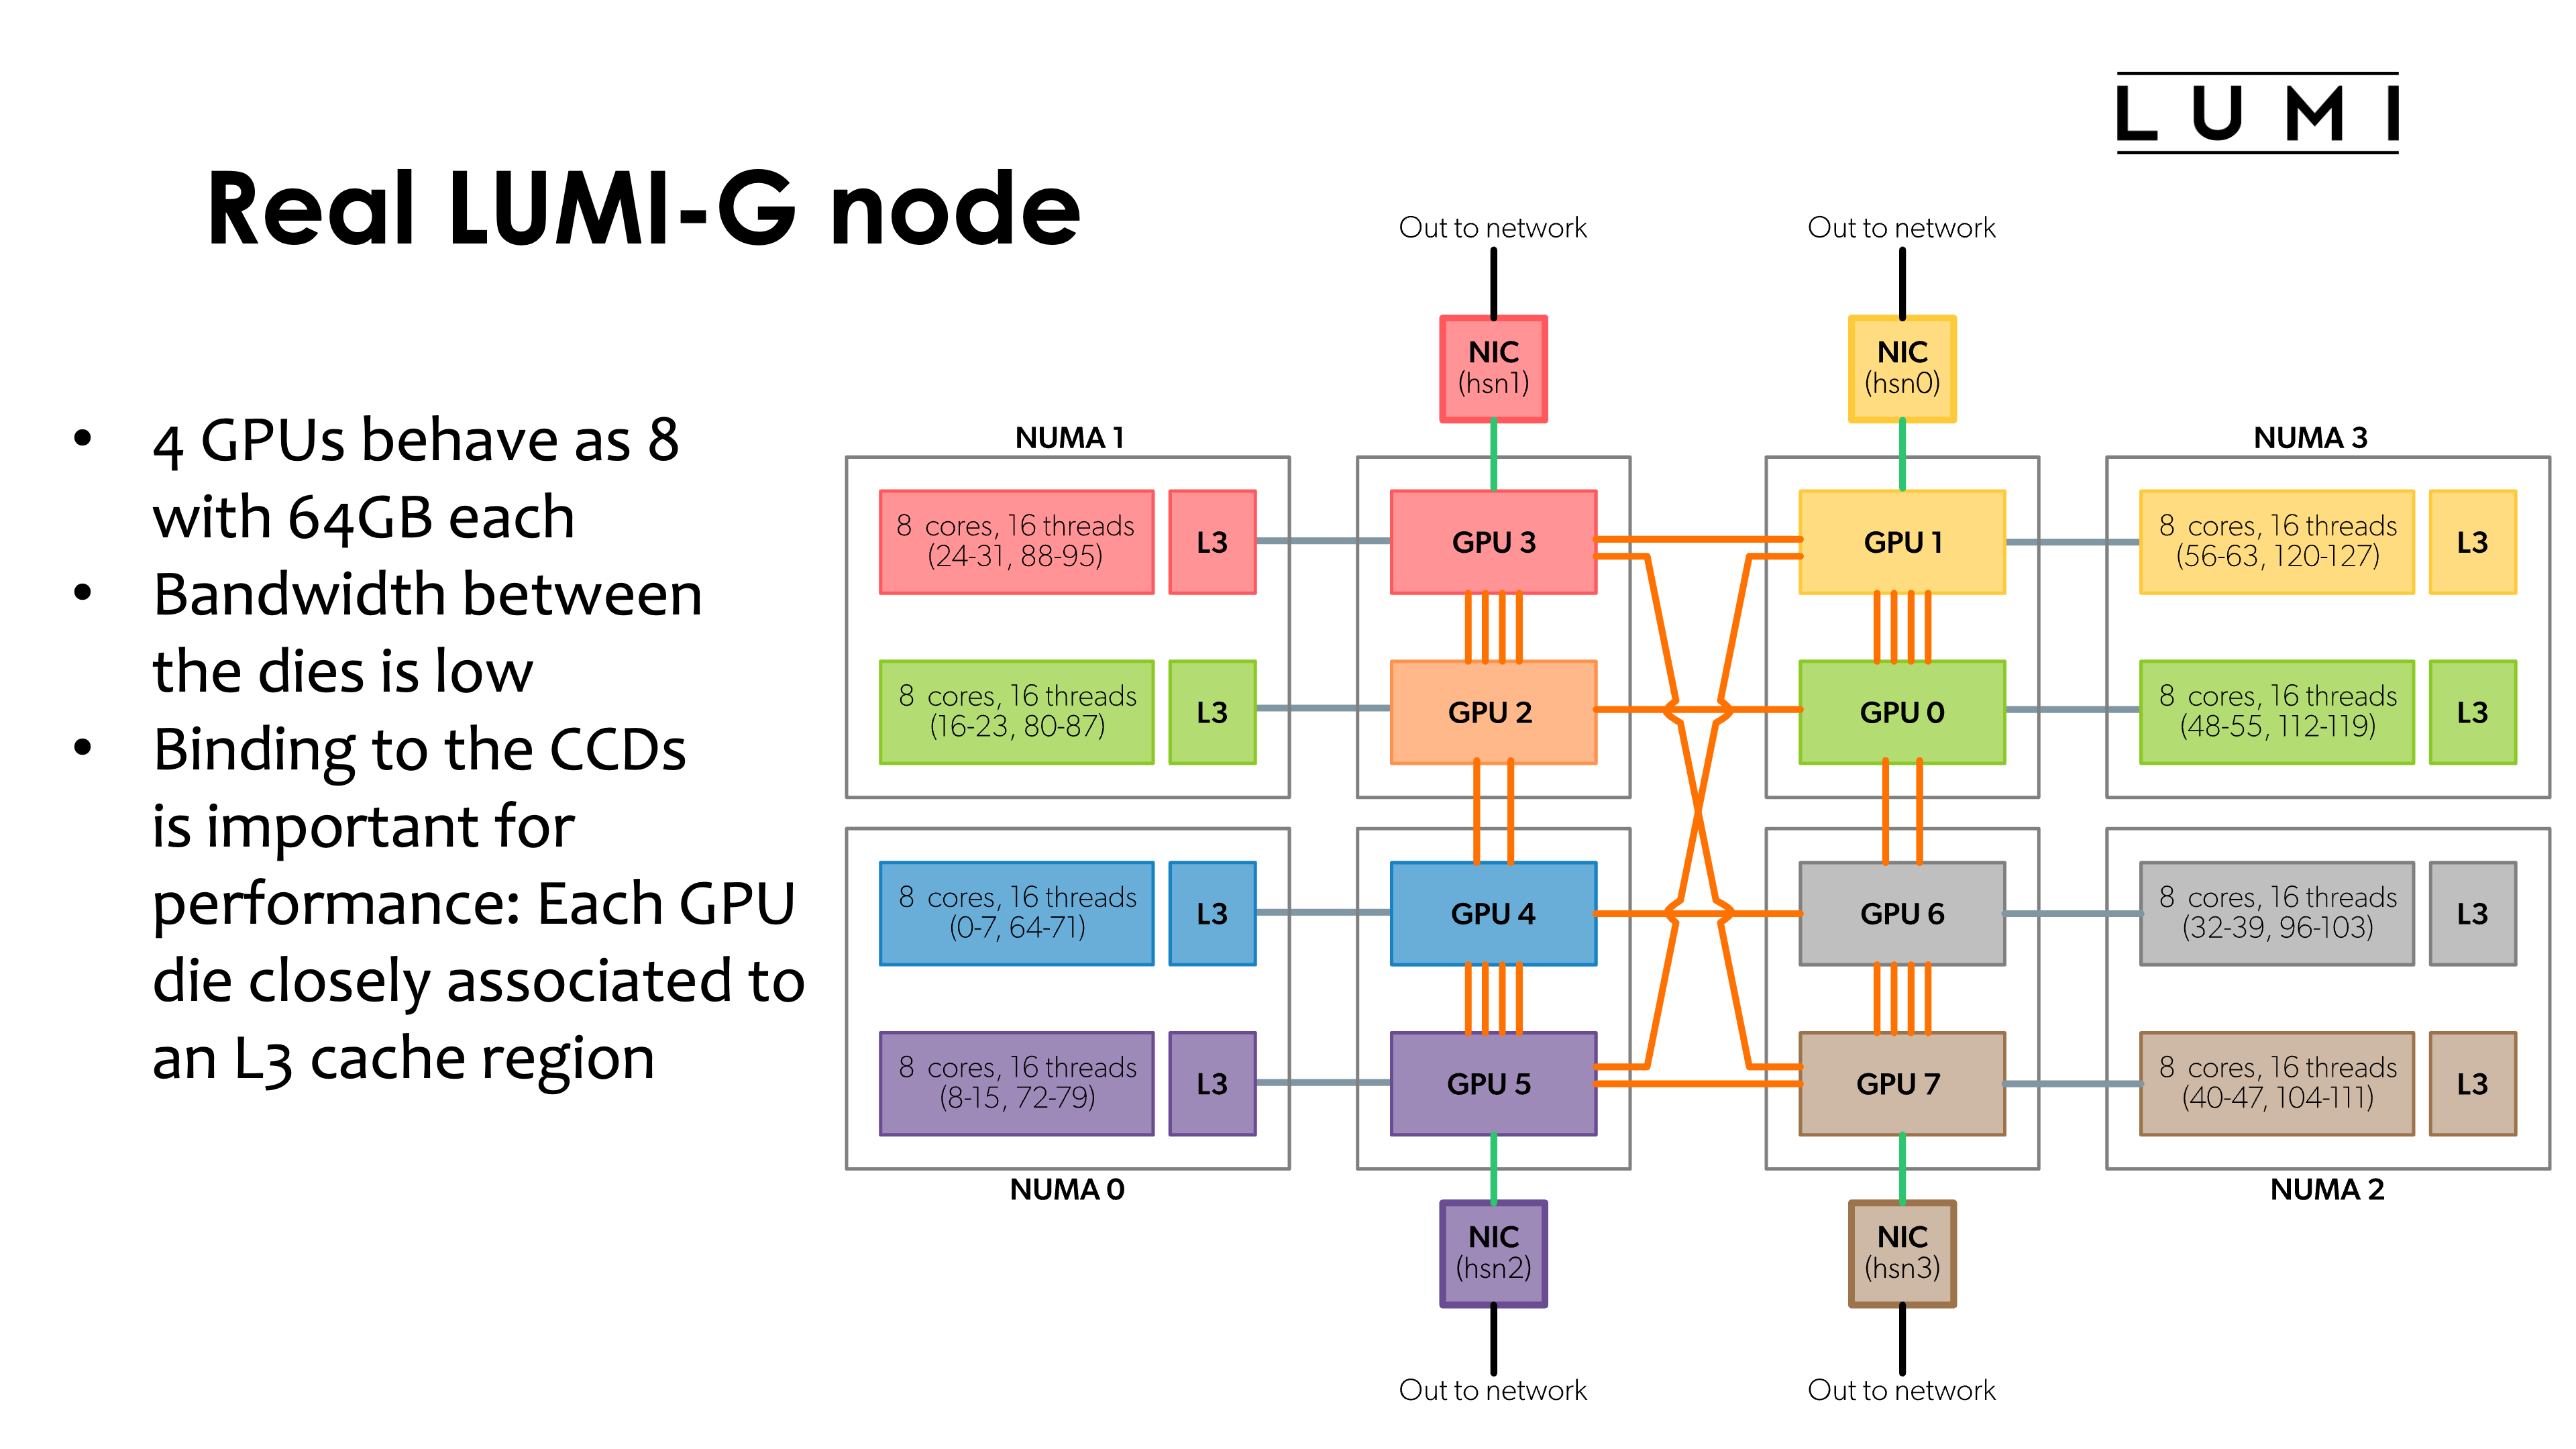 LUMI
Real LUMI-G node
• 4 GPUs behave as 8
with 64GB each
• Bandwidth between
the dies is low
• Binding to the CCDs
is important for
performance: Each GPU
die closely associated to
an L3 cache region
Out to network
Out to network
NIC
(hsn1)
NIC
(hsn0)
NUMA 1
NUMA 3
8 cores, 16 threads
(24-31, 88-95)
L3
GPU 3
GPU 1
8 cores, 16 threads
(56-63, 120-127)
L3
8 cores, 16 threads
(16-23, 80-87)
L3
GPU 2
GPU 0
8 cores, 16 threads
(48-55, 112-119)
L3
8 cores, 16 threads
(0-7, 64-71)
L3
GPU 4
GPU 6
8 cores, 16 threads
(32-39, 96-103)
L3
8 cores, 16 threads
(8-15, 72-79)
L3
GPU 5
GPU 7
8 cores, 16 threads
(40-47, 104-111)
L3
NUMA 0
NUMA 2
NIC
(hsn2)
NIC
(hsn3)
Out to network
Out to network